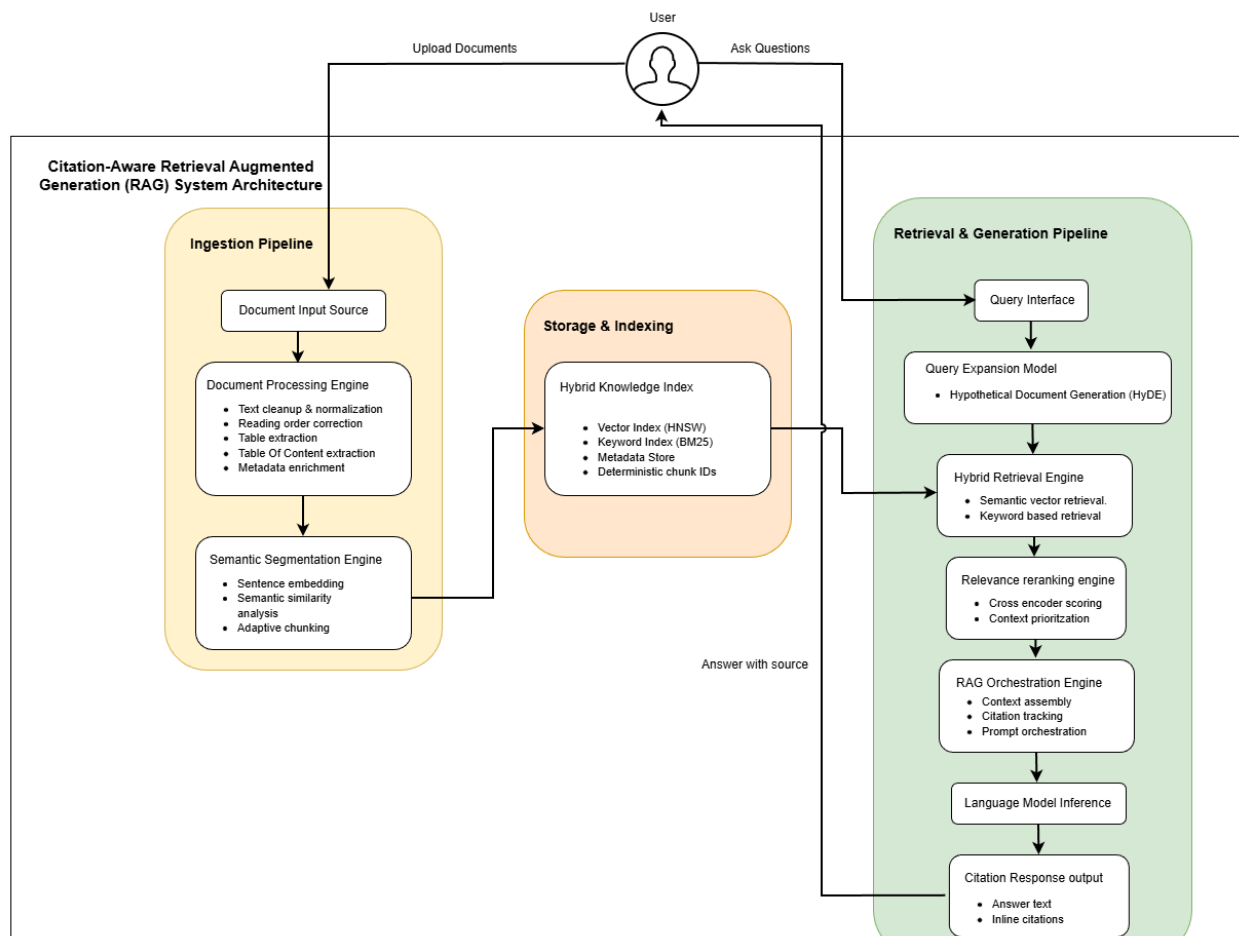 User
Upload Documents
Ask Questions
Citation-Aware Retrieval Augmented
Generation (RAG) System Architecture
Ingestion Pipeline
Document Input Source
Document Processing Engine
Text cleanup & normalization
Reading order correction
Table extraction
Table Of Content extraction
Metadata enrichment
Semantic Segmentation Engine
Sentence embedding
Semantic similarity
analysis
Adaptive chunking
Storage & Indexing
Hybrid Knowledge Index
Vector Index (HNSW)
Keyword Index (BM25)
Metadata Store
Deterministic chunk IDs
Retrieval & Generation Pipeline
Query Interface
Query Expansion Model
Hypothetical Document Generation (HyDE)
Hybrid Retrieval Engine
Semantic vector retrieval.
Keyword based retrieval
Relevance reranking engine
Cross encoder scoring
Context prioritzation
RAG Orchestration Engine
Context assembly
Citation tracking
Prompt orchestration
Language Model Inference
Citation Response output
Answer text
Inline citations
Answer with source